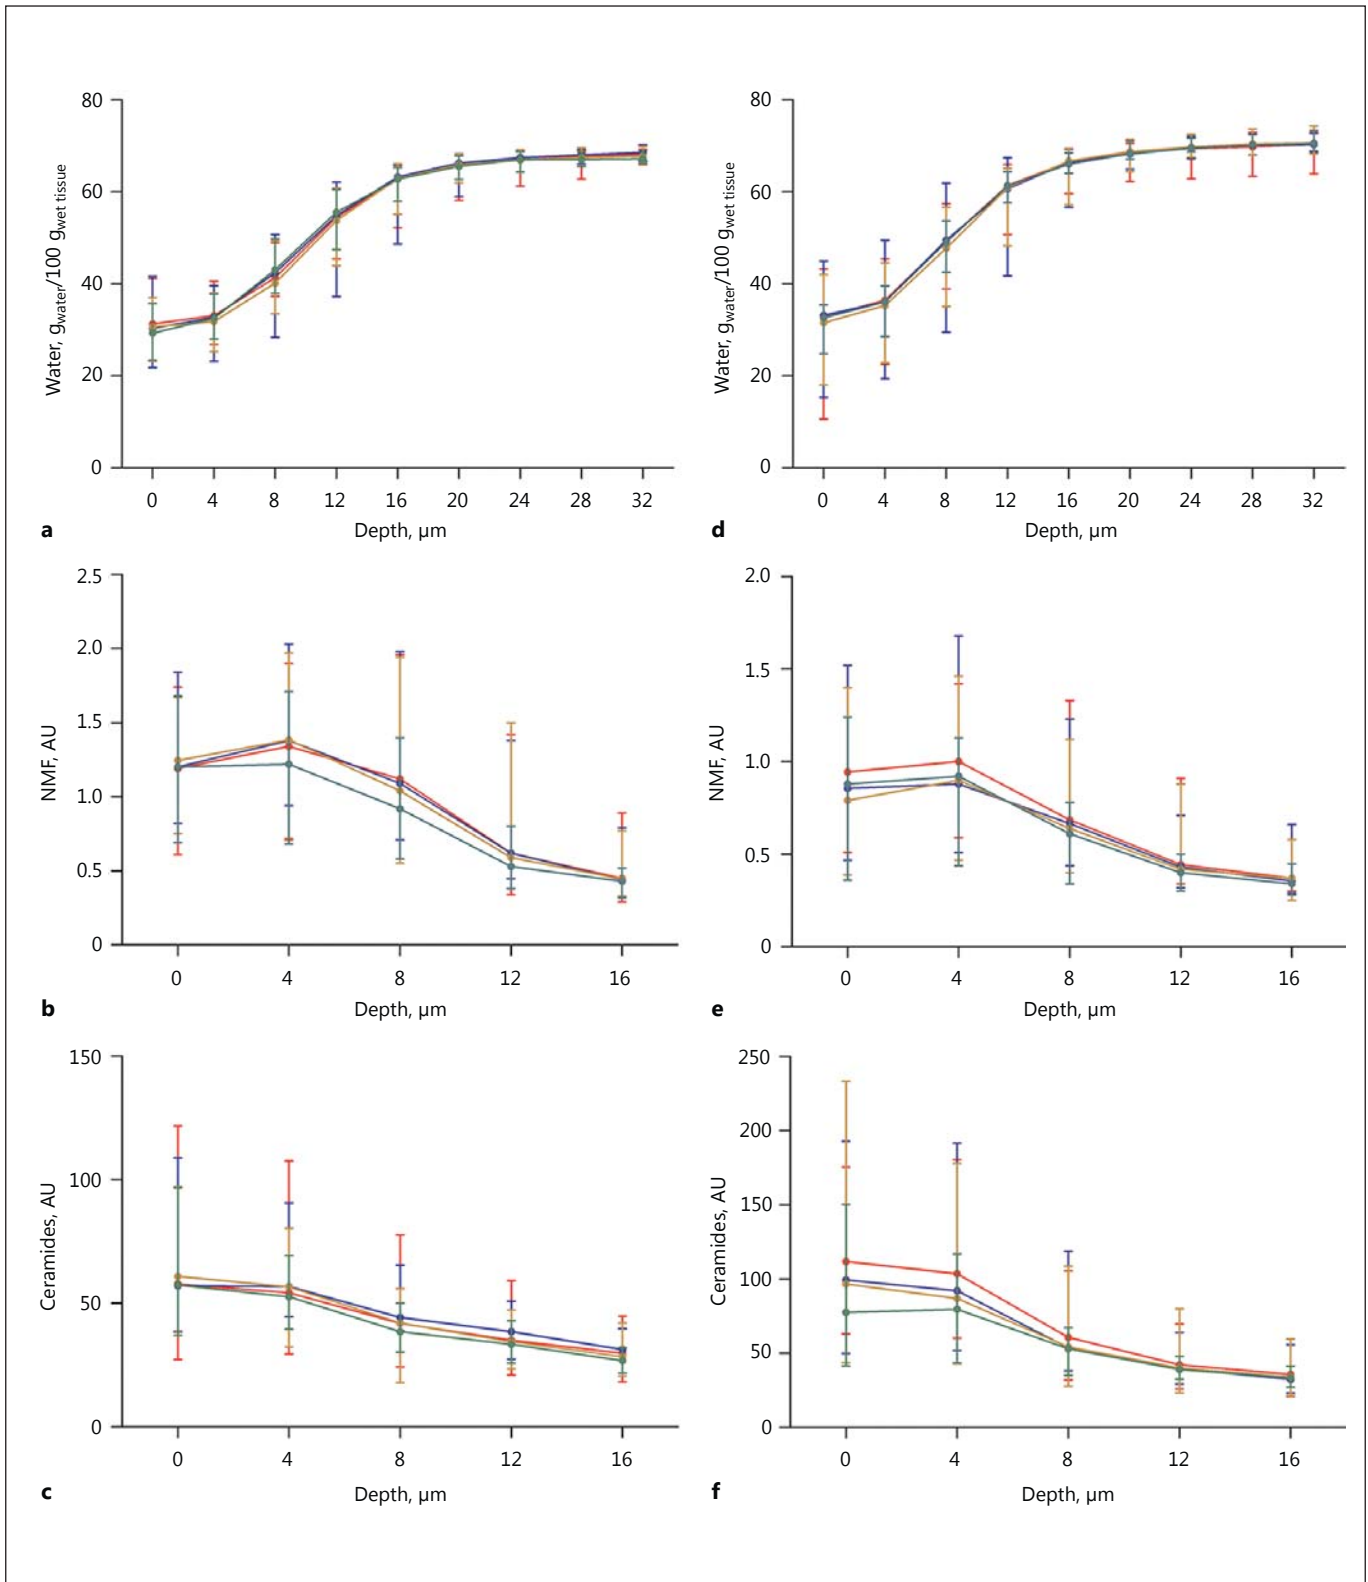 80
60
40
20
0
Water, gwater/100 gwet tissue
0 4 8 12 16 20 24 28 32
Depth, µm
a
80
60
40
20
0
Water, gwater/100 gwet tissue
0 4 8 12 16 20 24 28 32
Depth, µm
d
2.5
2.0
1.5
1.0
0.5
0
NMF, AU
0 4 8 12 16
Depth, µm
b
2.0
1.5
1.0
0.5
0
NMF, AU
0 4 8 12 16
Depth, µm
e
150
100
50
0
Ceramides, AU
0 4 8 12 16
Depth, µm
c
250
200
150
100
50
0
Ceramides, AU
0 4 8 12 16
Depth, µm
f